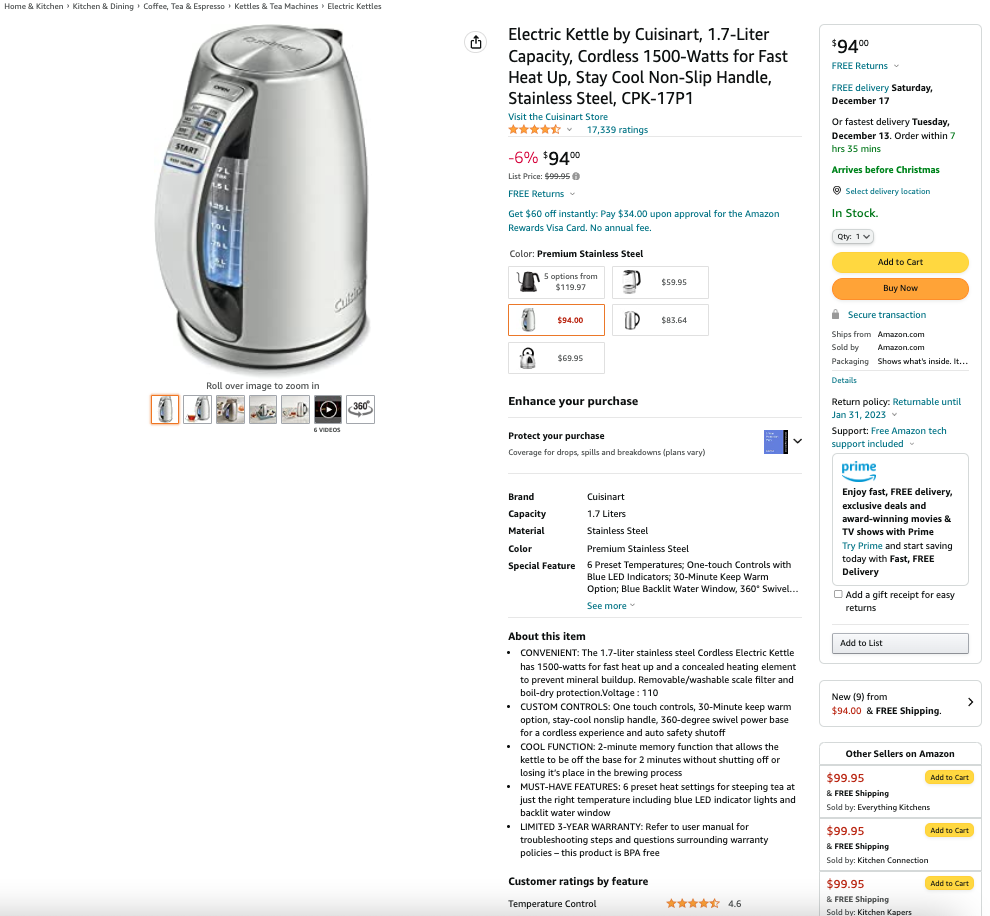 Home & Kitchen › Kitchen & Dining › Coffee, Tea & Espresso › Kettles & Tea Machines › Electric Kettles
Cuisinart
OPEN
START
1.5 L
1.25 L
1.0 L
Roll over image to zoom in
360°
6 VIDEOS
Electric Kettle by Cuisinart, 1.7-Liter
Capacity, Cordless 1500-Watts for Fast
Heat Up, Stay Cool Non-Slip Handle,
Stainless Steel, CPK-17P1
Visit the Cuisinart Store
17,339 ratings
-6% $9400
List Price: $99.95
FREE Returns
Get $60 off instantly: Pay $34.00 upon approval for the Amazon
Rewards Visa Card. No annual fee.
Color: Premium Stainless Steel
5 options from
$119.97
$59.95
$94.00
$83.64
$69.95
Enhance your purchase
Protect your purchase
Coverage for drops, spills and breakdowns (plans vary)
Brand Cuisinart
Capacity 1.7 Liters
Material Stainless Steel
Color Premium Stainless Steel
Special Feature 6 Preset Temperatures; One-touch Controls with
Blue LED Indicators; 30-Minute Keep Warm
Option; Blue Backlit Water Window, 360° Swivel…
See more
About this item
• CONVENIENT: The 1.7-liter stainless steel Cordless Electric Kettle
has 1500-watts for fast heat up and a concealed heating element
to prevent mineral buildup. Removable/washable scale filter and
boil-dry protection.Voltage : 110
• CUSTOM CONTROLS: One touch controls, 30-Minute keep warm
option, stay-cool nonslip handle, 360-degree swivel power base
for a cordless experience and auto safety shutoff
• COOL FUNCTION: 2-minute memory function that allows the
kettle to be off the base for 2 minutes without shutting off or
losing it's place in the brewing process
• MUST-HAVE FEATURES: 6 preset heat settings for steeping tea at
just the right temperature including blue LED indicator lights and
backlit water window
• LIMITED 3-YEAR WARRANTY: Refer to user manual for
troubleshooting steps and questions surrounding warranty
policies – this product is BPA free
Customer ratings by feature
Temperature Control 4.6
$9400
FREE Returns
FREE delivery Saturday,
December 17
Or fastest delivery Tuesday,
December 13. Order within 7
hrs 35 mins
Arrives before Christmas
Select delivery location
In Stock.
Qty: 1
Add to Cart
Buy Now
Secure transaction
Ships from Amazon.com
Sold by Amazon.com
Packaging Shows what's inside. It…
Details
Return policy: Returnable until
Jan 31, 2023
Support: Free Amazon tech
support included
prime
Enjoy fast, FREE delivery,
exclusive deals and
award-winning movies &
TV shows with Prime
Try Prime and start saving
today with Fast, FREE
Delivery
Add a gift receipt for easy
returns
Add to List
New (9) from
$94.00 & FREE Shipping.
Other Sellers on Amazon
$99.95 Add to Cart
& FREE Shipping
Sold by: Everything Kitchens
$99.95 Add to Cart
& FREE Shipping
Sold by: Kitchen Connection
$99.95 Add to Cart
& FREE Shipping
Sold by: Kitchen Kapers